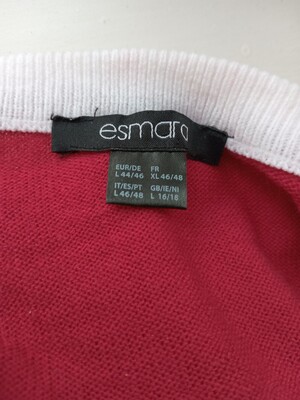 esmara
EUR/DE FR
L 44/46 XL 46/48
IT/ES/PT GB/IE/NI
L 46/48 L 16/18